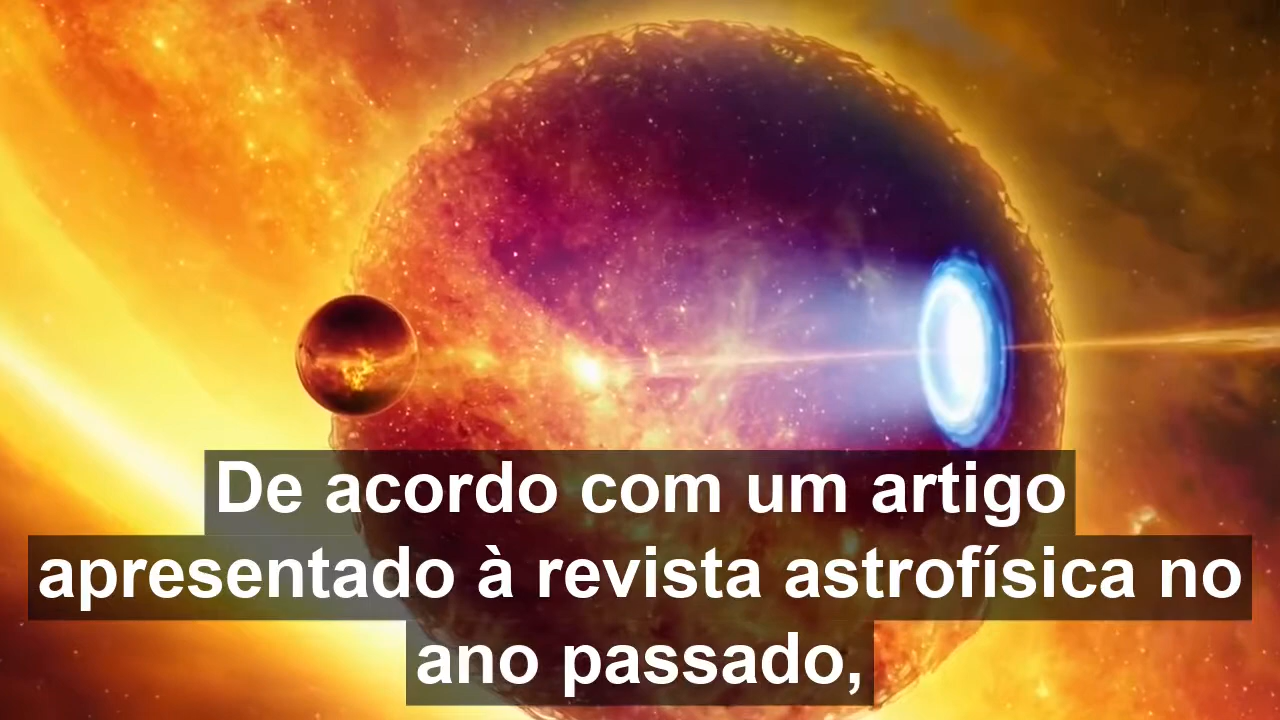 De acordo com um artigo
apresentado à revista astrofísica no
ano passado,